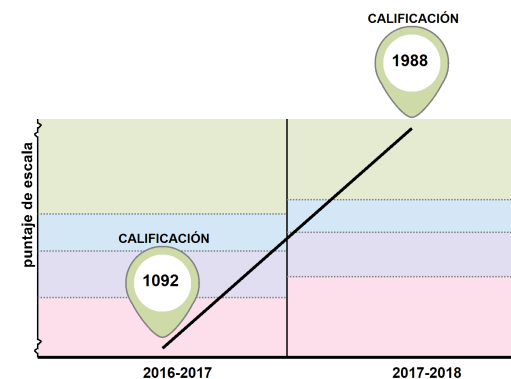 CALIFICACIÓN
1988
puntaje de escala
CALIFICACIÓN
1092
2016-2017
2017-2018